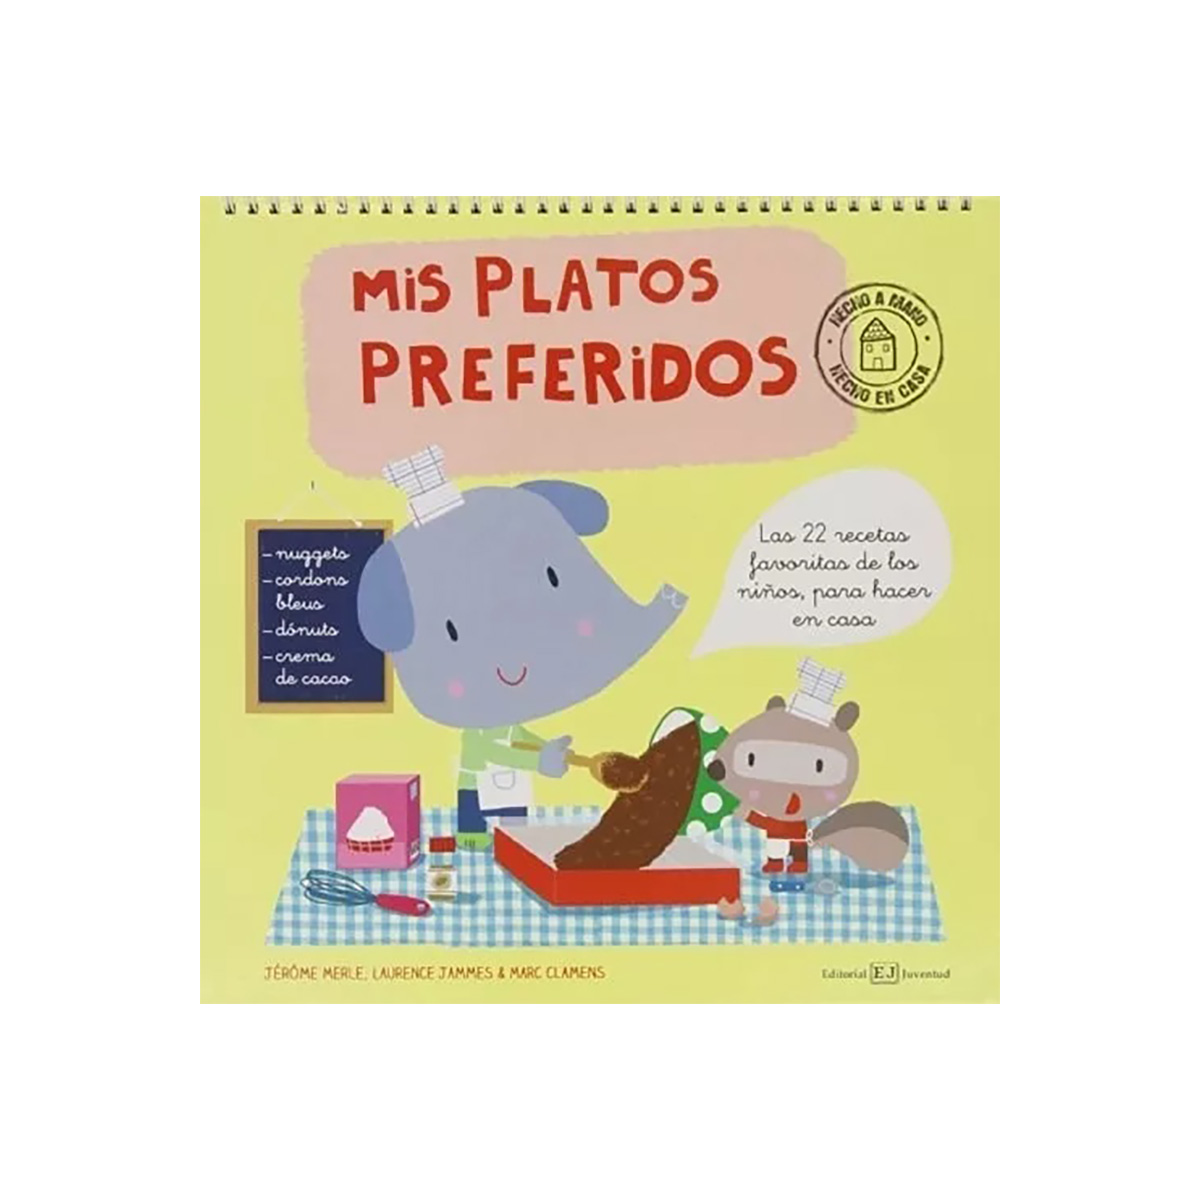 MiS PLATOS
PREFERiDOS
HECHO A MANO
HECHO EN CASA
- nuggets
- cordons
bleus
- dónuts
- crema
de cacao
Las 22 recetas
favoritas de los
niños, para hacer
en casa
JÉRÔME MERLE, LAURENCE JAMMES & MARC CLAMENS
Editorial EJ Juventud